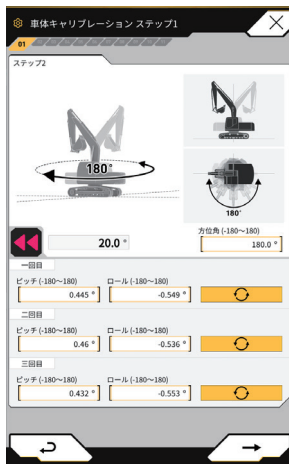 車体キャリブレーション ステップ1
01
ステップ2
180°
180°
20.0 °
方位角 (-180~180)
180.0 °
一回目
ピッチ (-180~180) ロール (-180~180)
0.445 ° -0.549 °
二回目
ピッチ (-180~180) ロール (-180~180)
0.46 ° -0.536 °
三回目
ピッチ (-180~180) ロール (-180~180)
0.432 ° -0.553 °